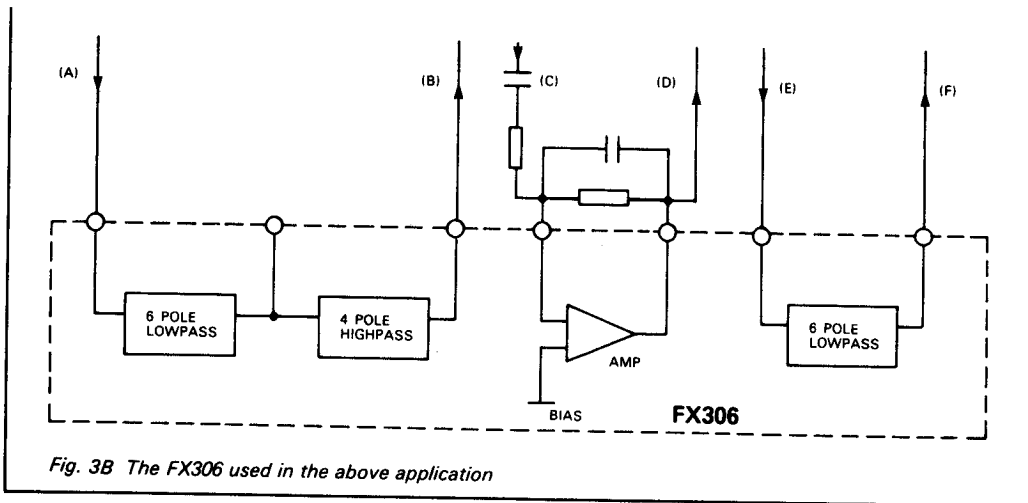 (A)
(B)
(C)
(D)
(E)
(F)
6 POLE
LOWPASS
4 POLE
HIGHPASS
AMP
BIAS
6 POLE
LOWPASS
FX306
Fig. 3B The FX306 used in the above application